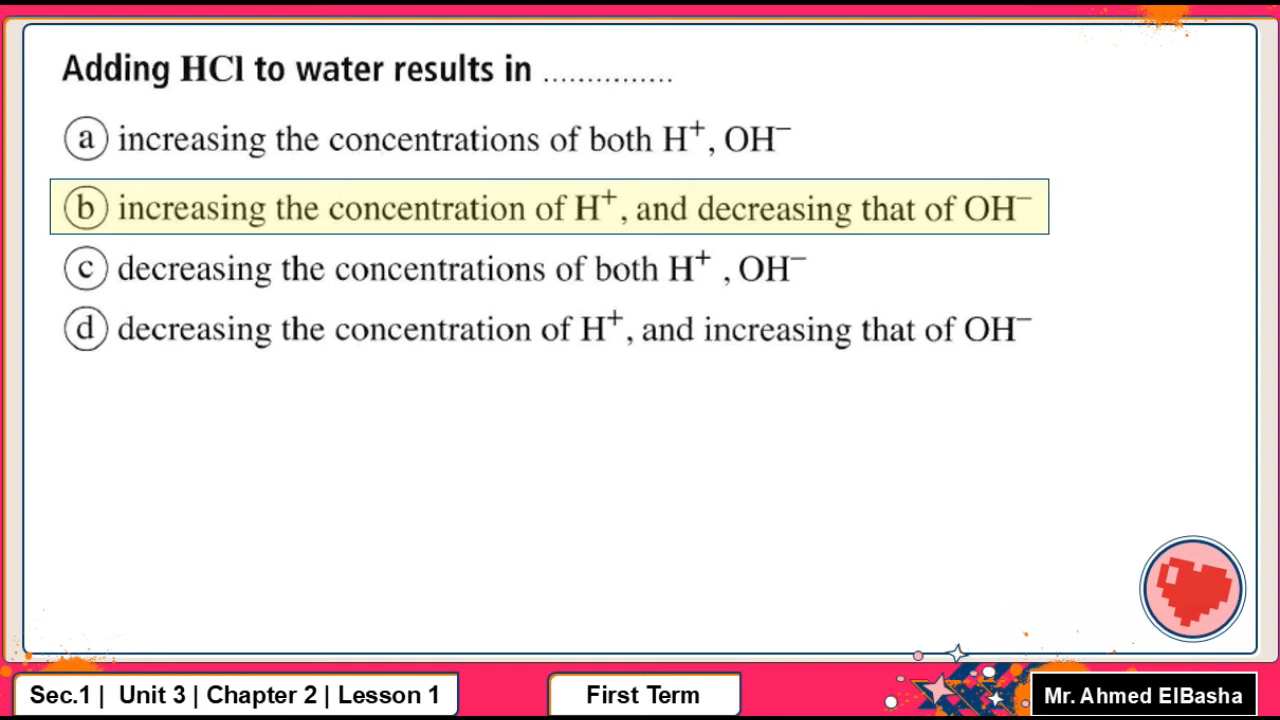 Adding HCl to water results in ...............
a increasing the concentrations of both H⁺, OH⁻
b increasing the concentration of H⁺, and decreasing that of OH⁻
c decreasing the concentrations of both H⁺ , OH⁻
d decreasing the concentration of H⁺, and increasing that of OH⁻
Sec.1 | Unit 3 | Chapter 2 | Lesson 1
First Term
Mr. Ahmed ElBasha